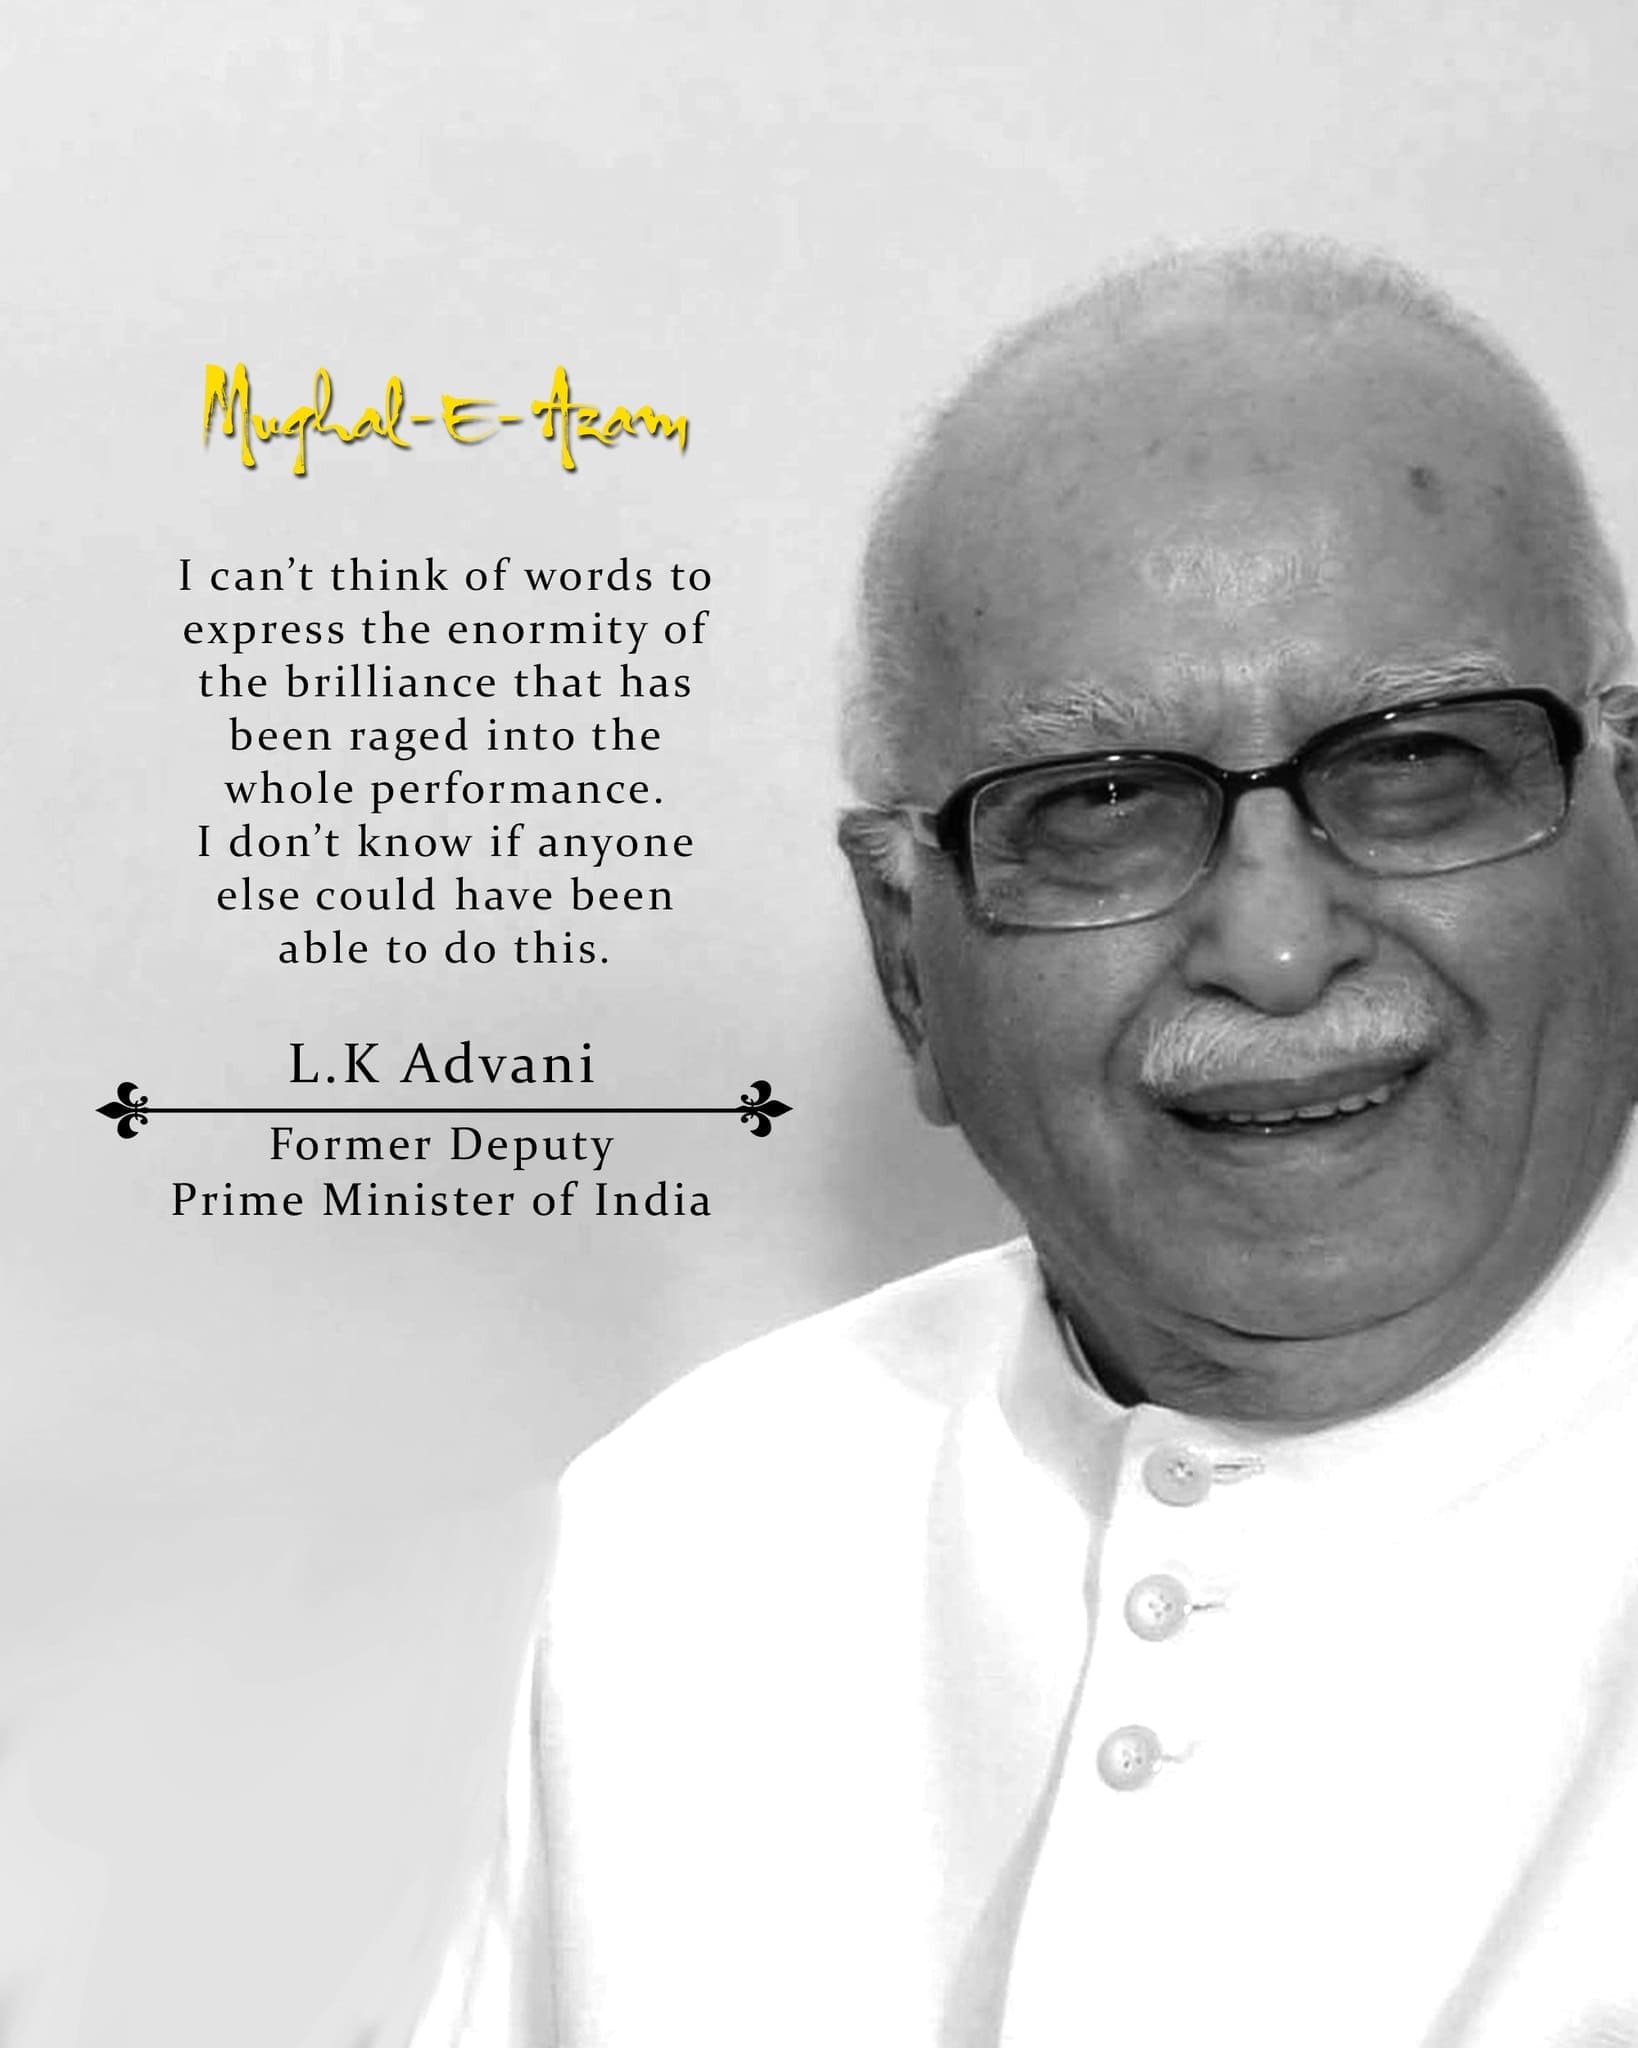 Mughal-E-Azam
I can’t think of words to
express the enormity of
the brilliance that has
been raged into the
whole performance.
I don’t know if anyone
else could have been
able to do this.
L.K Advani
Former Deputy
Prime Minister of India